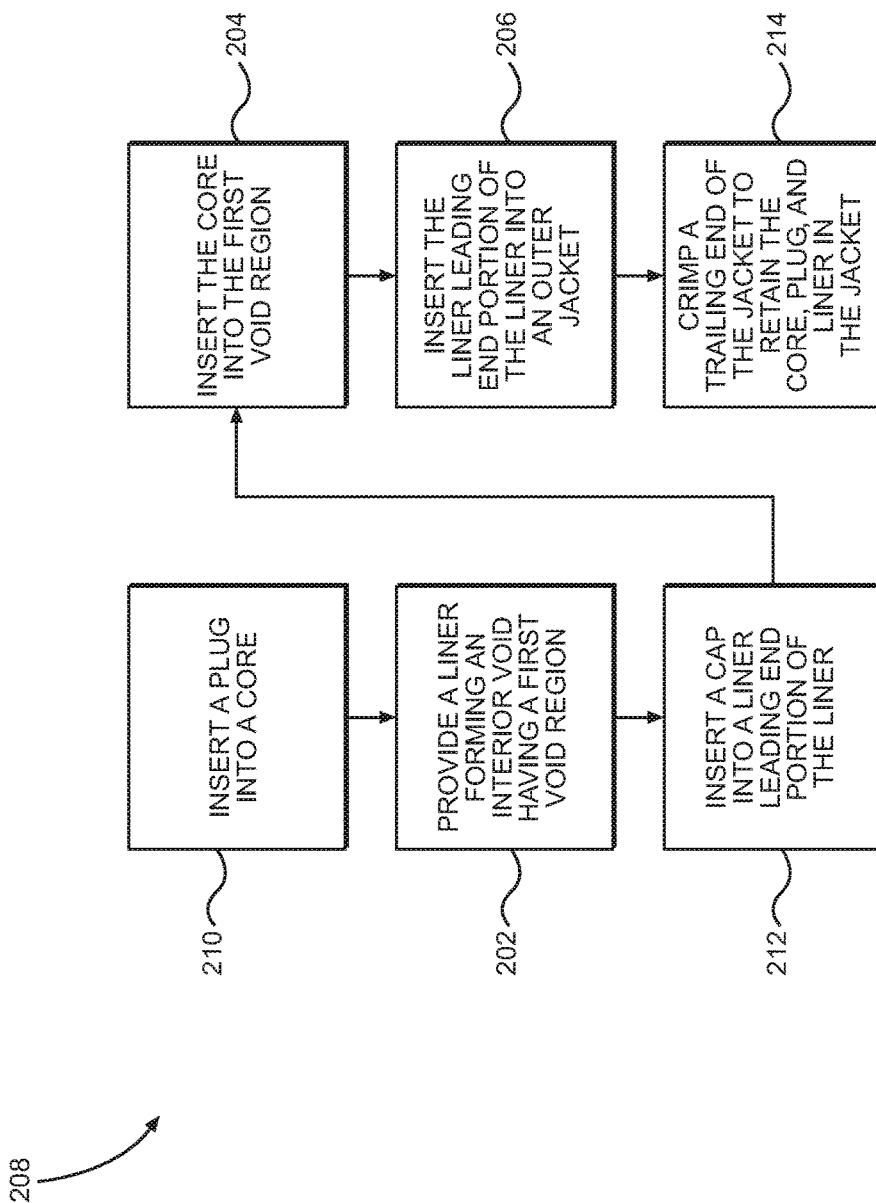 208
210
INSERT A PLUG
INTO A CORE
202
PROVIDE A LINER
FORMING AN
INTERIOR VOID
HAVING A FIRST
VOID REGION
212
INSERT A CAP
INTO A LINER
LEADING END
PORTION OF
THE LINER
204
INSERT THE CORE
INTO THE FIRST
VOID REGION
206
INSERT THE
LINER LEADING
END PORTION OF
THE LINER INTO
AN OUTER
JACKET
214
CRIMP A
TRAILING END OF
THE JACKET TO
RETAIN THE
CORE, PLUG, AND
LINER IN
THE JACKET